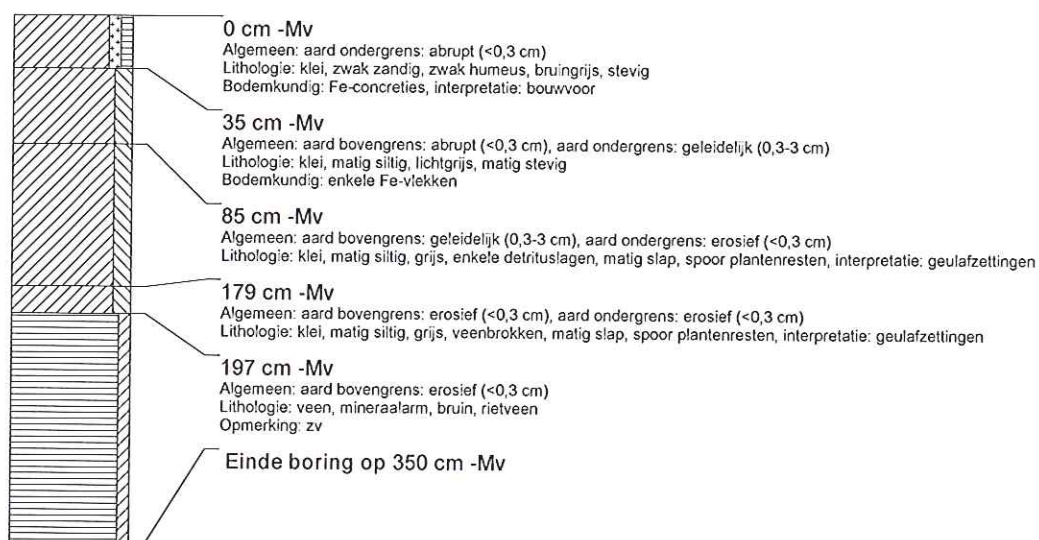 0 cm -Mv
Algemeen: aard ondergrens: abrupt (<0,3 cm)
Lithologie: klei, zwak zandig, zwak humeus, bruingrijs, stevig
Bodemkundig: Fe-concreties, interpretatie: bouwvoor
35 cm -Mv
Algemeen: aard bovengrens: abrupt (<0,3 cm), aard ondergrens: geleidelijk (0,3-3 cm)
Lithologie: klei, matig siltig, lichtgrijs, matig stevig
Bodemkundig: enkele Fe-vlekken
85 cm -Mv
Algemeen: aard bovengrens: geleidelijk (0,3-3 cm), aard ondergrens: erosief (<0,3 cm)
Lithologie: klei, matig siltig, grijs, enkele detrituslagen, matig slap, spoor plantenresten, interpretatie: geulafzettingen
179 cm -Mv
Algemeen: aard bovengrens: erosief (<0,3 cm), aard ondergrens: erosief (<0,3 cm)
Lithologie: klei, matig siltig, grijs, veenbrokken, matig slap, spoor plantenresten, interpretatie: geulafzettingen
197 cm -Mv
Algemeen: aard bovengrens: erosief (<0,3 cm)
Lithologie: veen, mineraalarm, bruin, rietveen
Opmerking: zv
Einde boring op 350 cm -Mv